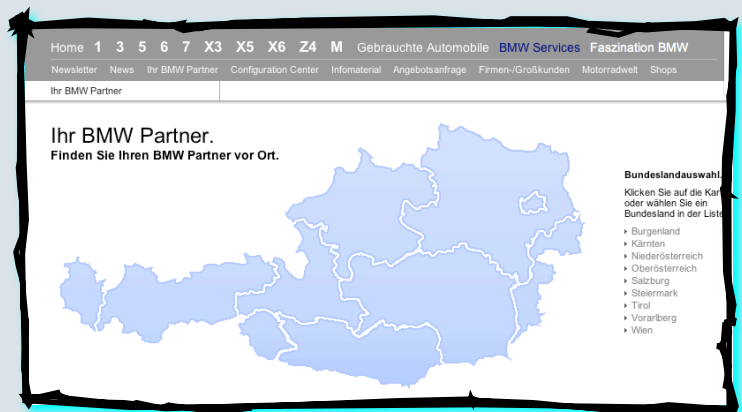 Home 1 3 5 6 7 X3 X5 X6 Z4 M Gebrauchte Automobile BMW Services Faszination BMW
Newsletter News Ihr BMW Partner Configuration Center Infomaterial Angebotsanfrage Firmen-/Großkunden Motorradwelt Shops
Ihr BMW Partner
Ihr BMW Partner.
Finden Sie Ihren BMW Partner vor Ort.
Bundeslandauswahl.
Klicken Sie auf die Kar
oder wählen Sie ein
Bundesland in der Liste
Burgenland
Kärnten
Niederösterreich
Oberösterreich
Salzburg
Steiermark
Tirol
Vorarlberg
Wien